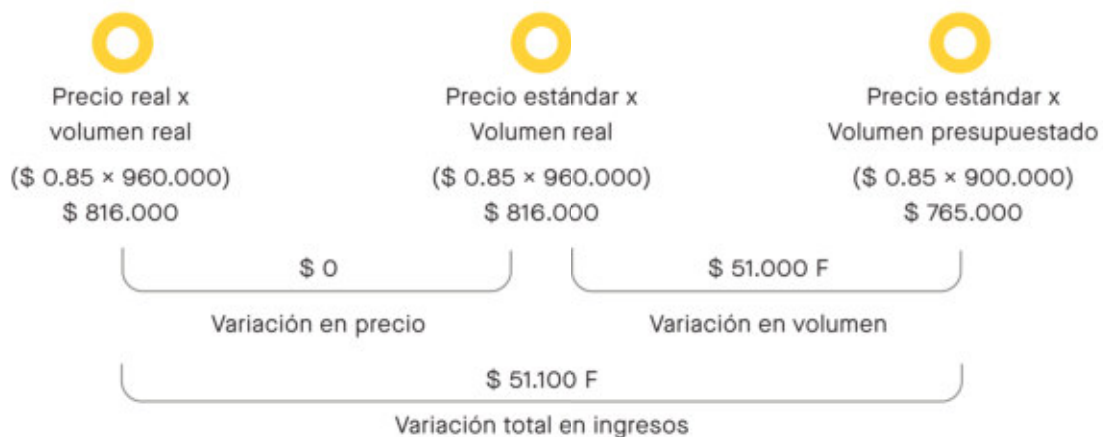 Precio real x
volumen real
($ 0.85 × 960.000)
$ 816.000
Precio estándar x
Volumen real
($ 0.85 × 960.000)
$ 816.000
Precio estándar x
Volumen presupuestado
($ 0.85 × 900.000)
$ 765.000
$ 0
$ 51.000 F
Variación en precio
Variación en volumen
$ 51.100 F
Variación total en ingresos